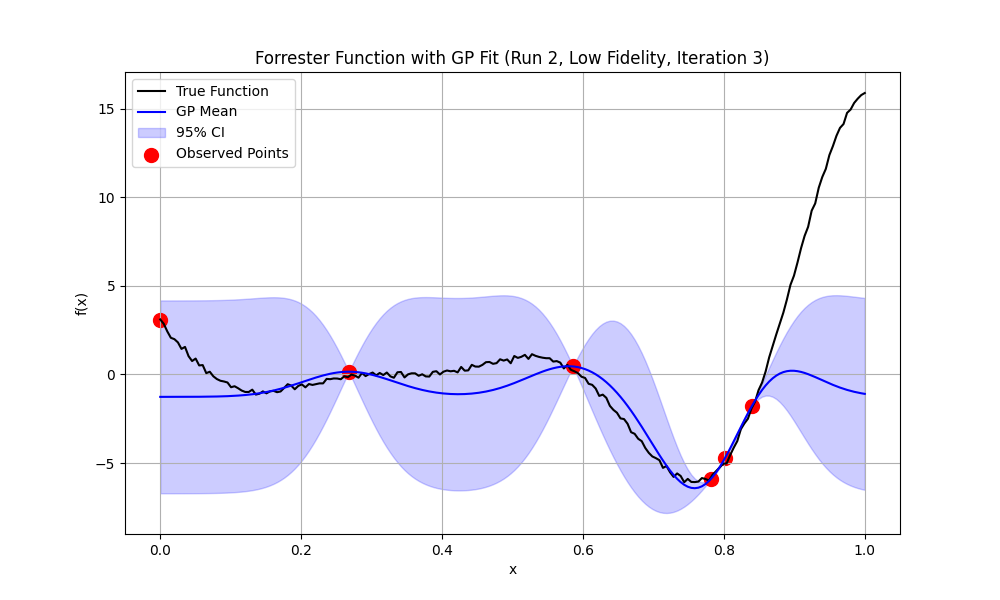 Forrester Function with GP Fit (Run 2, Low Fidelity, Iteration 3)
True Function
GP Mean
95% CI
Observed Points
f(x)
15
10
5
0
−5
0.0
0.2
0.4
0.6
0.8
1.0
x